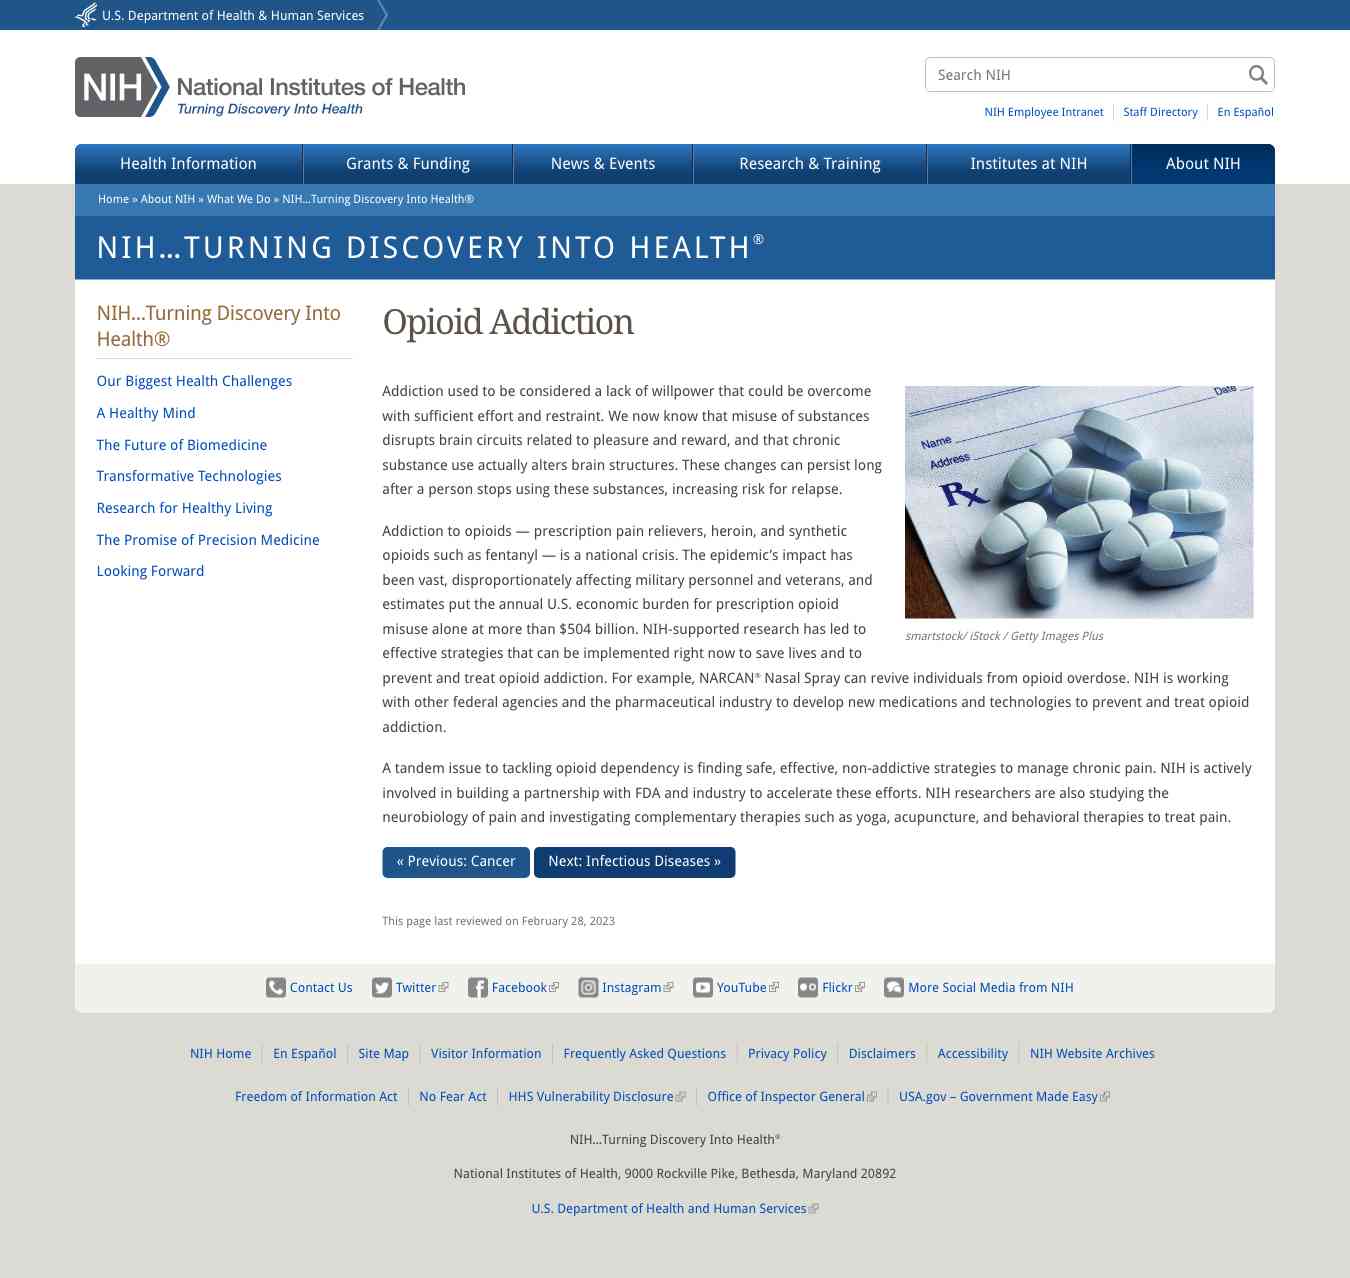 U.S. Department of Health & Human Services
NIH National Institutes of Health
Turning Discovery Into Health
Search NIH
NIH Employee Intranet
Staff Directory
En Español
Health Information
Grants & Funding
News & Events
Research & Training
Institutes at NIH
About NIH
Home » About NIH » What We Do » NIH…Turning Discovery Into Health®
NIH…TURNING DISCOVERY INTO HEALTH®
NIH…Turning Discovery Into
Health®
Our Biggest Health Challenges
A Healthy Mind
The Future of Biomedicine
Transformative Technologies
Research for Healthy Living
The Promise of Precision Medicine
Looking Forward
Opioid Addiction
Addiction used to be considered a lack of willpower that could be overcome
with sufficient effort and restraint. We now know that misuse of substances
disrupts brain circuits related to pleasure and reward, and that chronic
substance use actually alters brain structures. These changes can persist long
after a person stops using these substances, increasing risk for relapse.
Date
Name
Address
Rx
smartstock/ iStock / Getty Images Plus
Addiction to opioids — prescription pain relievers, heroin, and synthetic
opioids such as fentanyl — is a national crisis. The epidemic's impact has
been vast, disproportionately affecting military personnel and veterans, and
estimates put the annual U.S. economic burden for prescription opioid
misuse alone at more than $504 billion. NIH-supported research has led to
effective strategies that can be implemented right now to save lives and to
prevent and treat opioid addiction. For example, NARCAN® Nasal Spray can revive individuals from opioid overdose. NIH is working
with other federal agencies and the pharmaceutical industry to develop new medications and technologies to prevent and treat opioid
addiction.
A tandem issue to tackling opioid dependency is finding safe, effective, non-addictive strategies to manage chronic pain. NIH is actively
involved in building a partnership with FDA and industry to accelerate these efforts. NIH researchers are also studying the
neurobiology of pain and investigating complementary therapies such as yoga, acupuncture, and behavioral therapies to treat pain.
« Previous: Cancer
Next: Infectious Diseases »
This page last reviewed on February 28, 2023
Contact Us
Twitter
Facebook
Instagram
YouTube
Flickr
More Social Media from NIH
NIH Home
En Español
Site Map
Visitor Information
Frequently Asked Questions
Privacy Policy
Disclaimers
Accessibility
NIH Website Archives
Freedom of Information Act
No Fear Act
HHS Vulnerability Disclosure
Office of Inspector General
USA.gov – Government Made Easy
NIH…Turning Discovery Into Health®
National Institutes of Health, 9000 Rockville Pike, Bethesda, Maryland 20892
U.S. Department of Health and Human Services